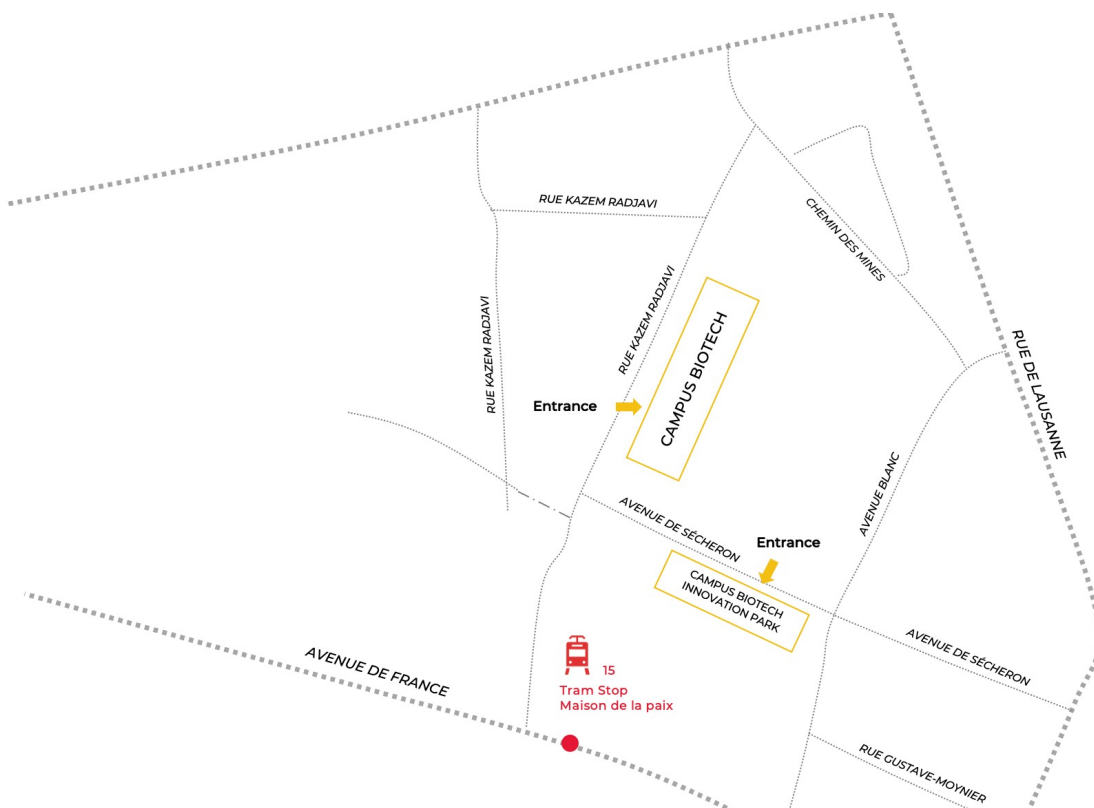 RUE KAZEM RADJAVI
CHEMIN DES MINES
RUE KAZEM RADJAVI
RUE KAZEM RADJAVI
CAMPUS BIOTECH
RUE DE LAUSANNE
Entrance
AVENUE BLANC
AVENUE DE SÉCHERON
Entrance
CAMPUS BIOTECH
INNOVATION PARK
AVENUE DE SÉCHERON
AVENUE DE FRANCE
15
Tram Stop
Maison de la paix
RUE GUSTAVE-MOYNIER